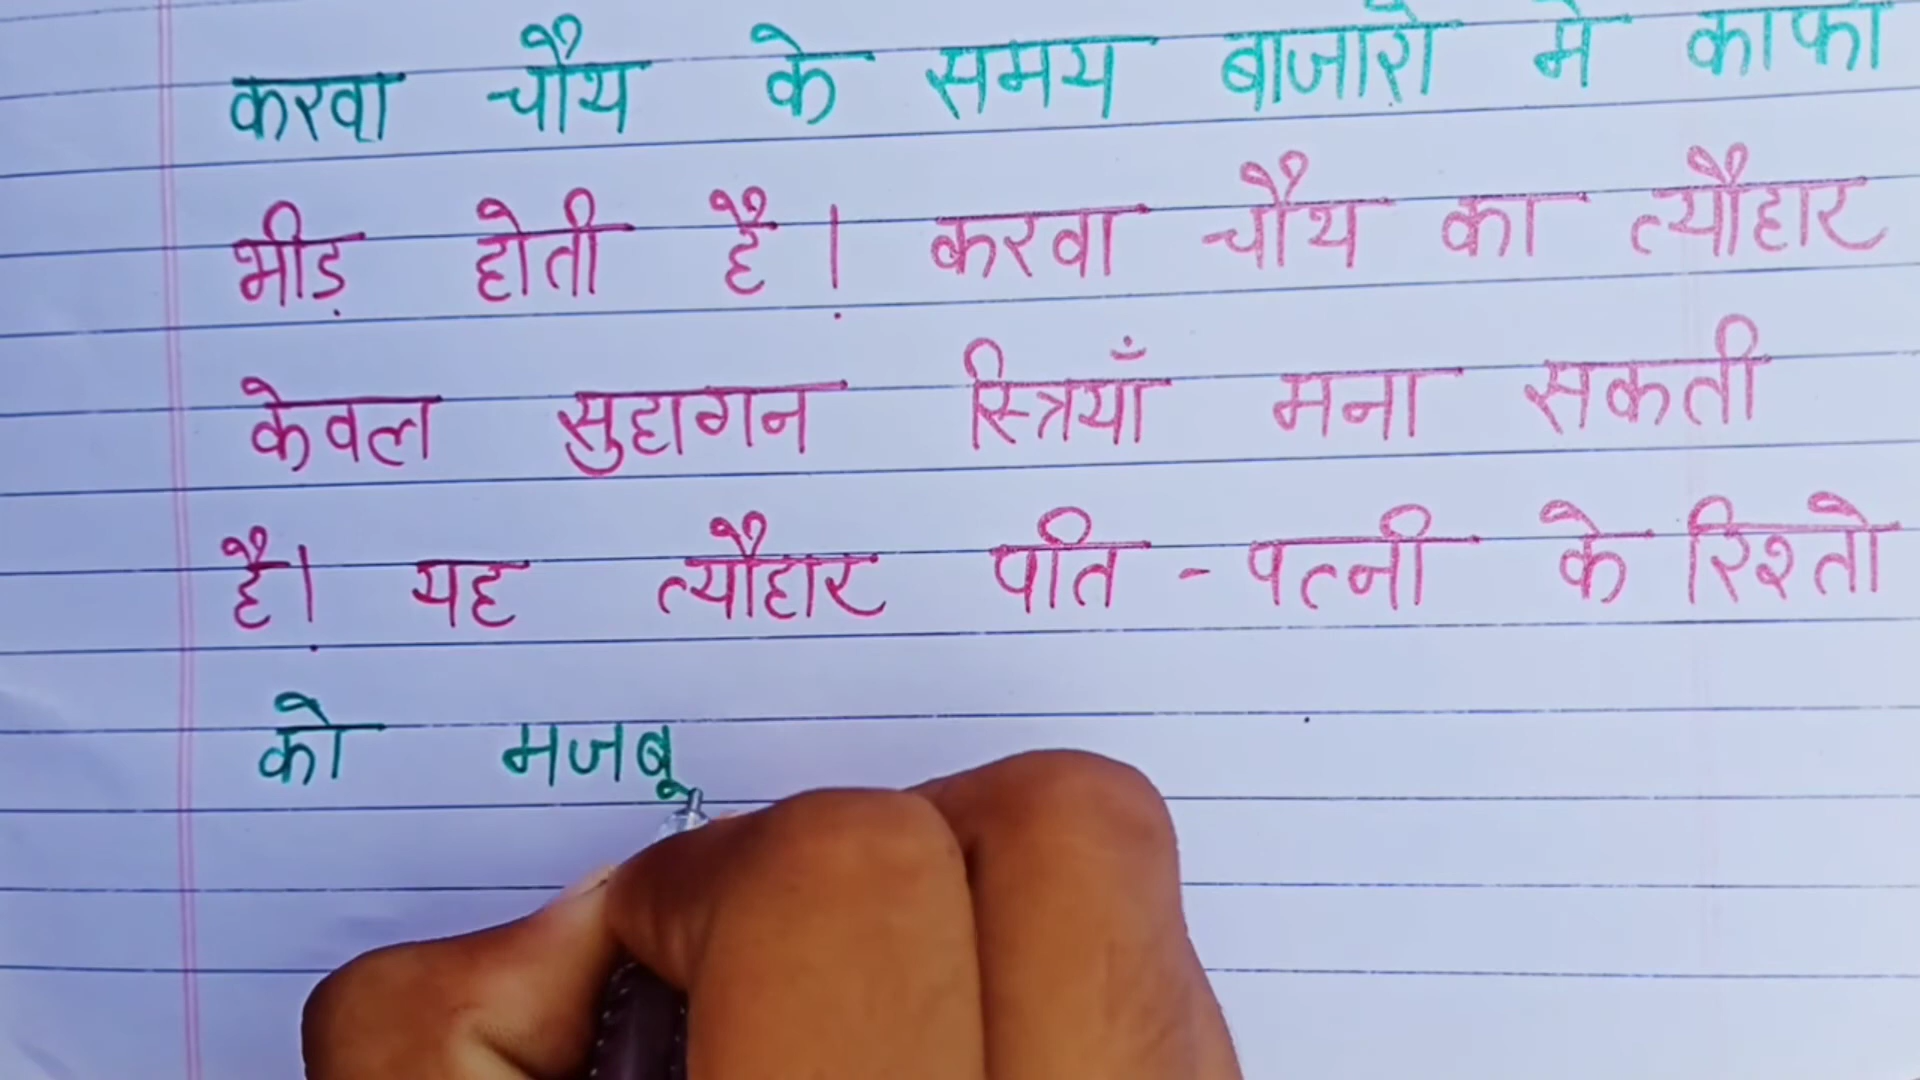 करवा चौथ के समय बाजारो मे काफी
भीड़ होती है। करवा चौथ का त्यौहार
केवल सुहागन स्त्रियाँ मना सकती
है। यह त्यौहार पति - पत्नी के रिश्तो
को मजबू